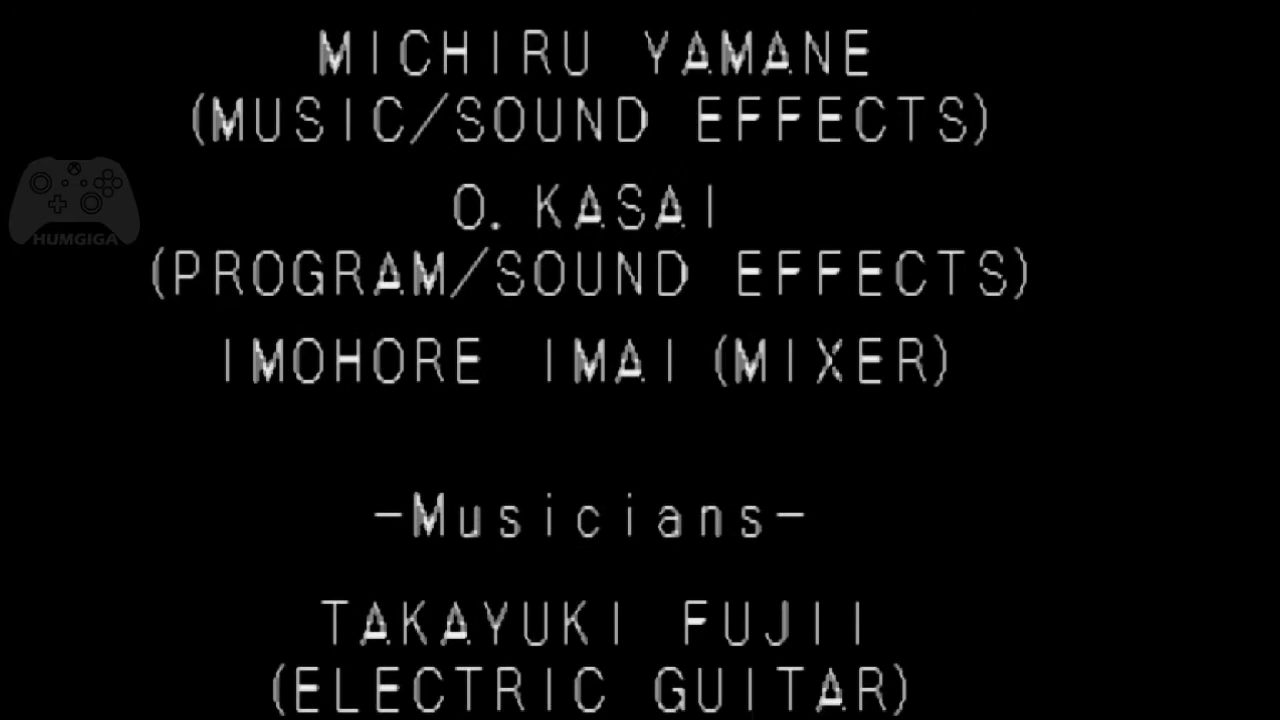 MICHIRU YAMANE
(MUSIC/SOUND EFFECTS)
HUMGIGA
O. KASAI
(PROGRAM/SOUND EFFECTS)
IMOHORE IMAI (MIXER)
-Musicians-
TAKAYUKI FUJII
(ELECTRIC GUITAR)